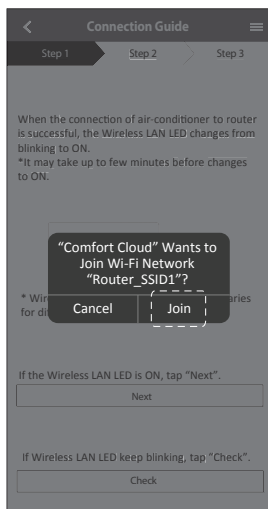 Connection Guide
Step 1
Step 2
Step 3
When the connection of air-conditioner to router
is successful, the Wireless LAN LED changes from
blinking to ON.
*It may take up to few minutes before changes
to ON.
“Comfort Cloud” Wants to
Join Wi-Fi Network
“Router_SSID1”?
Cancel
Join
*
for
If the Wireless LAN LED is ON, tap “Next”.
Next
If Wireless LAN LED keep blinking, tap “Check”.
Check